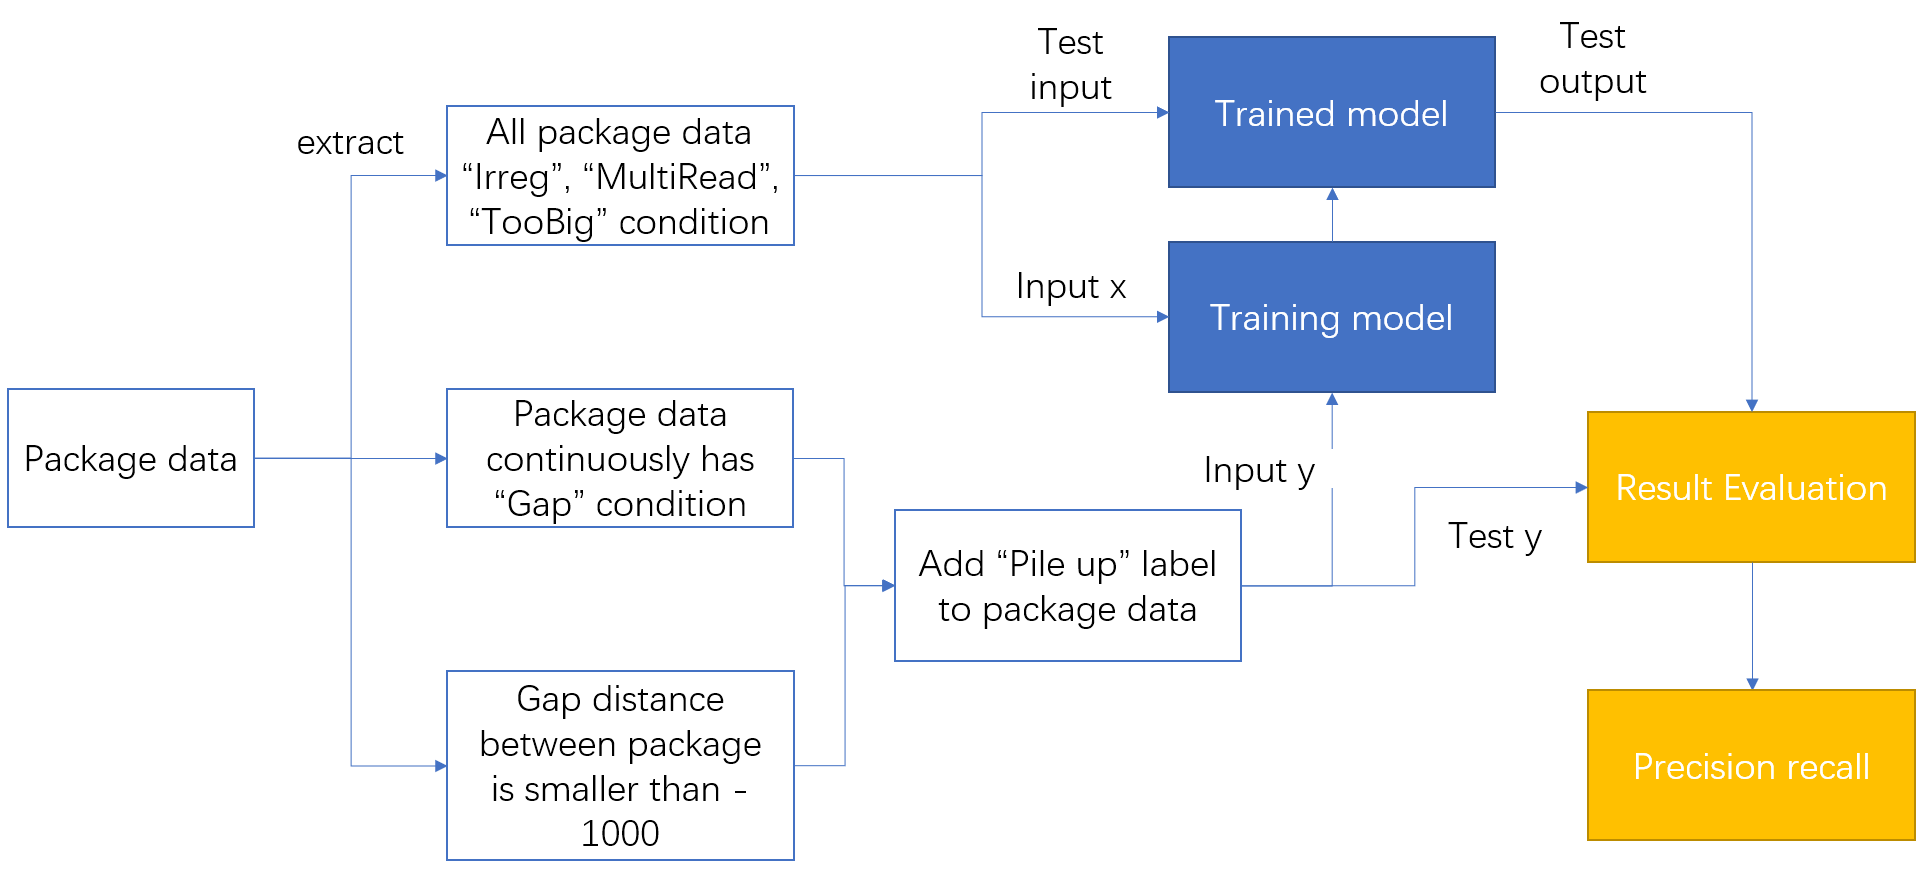 Test
input
Test
output
Trained model
extract
All package data
“Irreg”, “MultiRead”,
“TooBig” condition
Input x
Training model
Package data
Package data
continuously has
“Gap” condition
Input y
Result Evaluation
Test y
Add “Pile up” label
to package data
Gap distance
between package
is smaller than -
1000
Precision recall